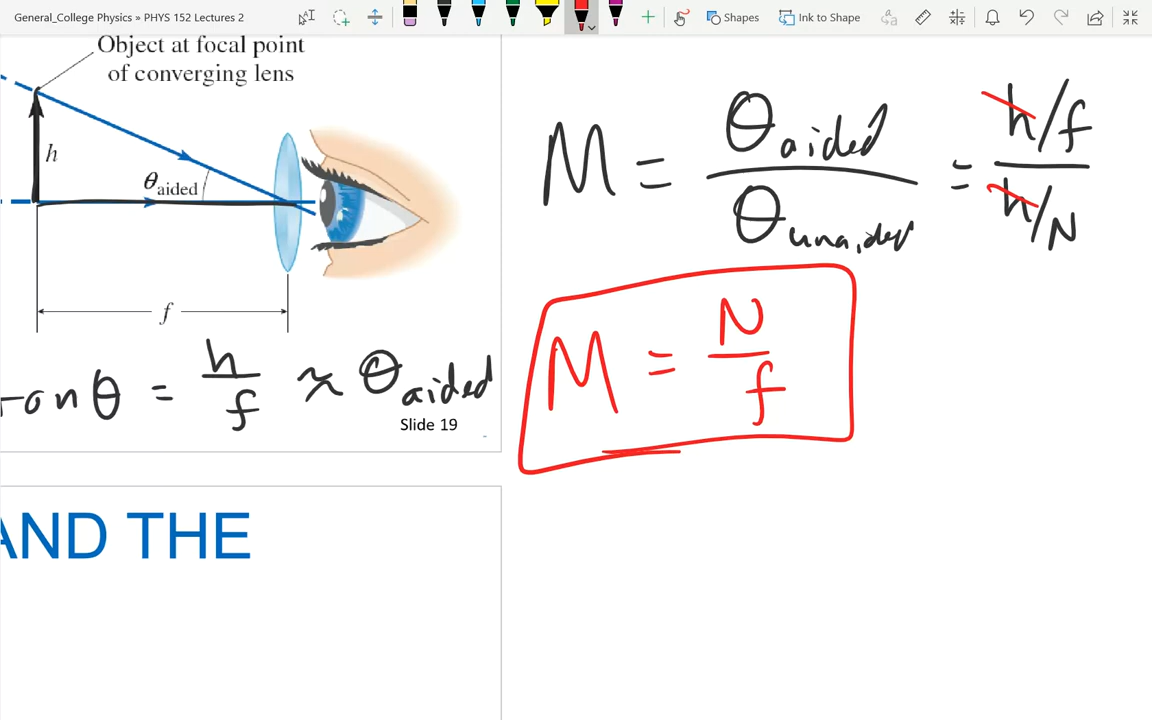 General_College Physics » PHYS 152 Lectures 2
Shapes
Ink to Shape
Object at focal point
of converging lens
h
θaided
f
tan θ = h/f ≈ θaided
Slide 19
AND THE
M = θaided/θunaided = h/f / h/N
M = N/f